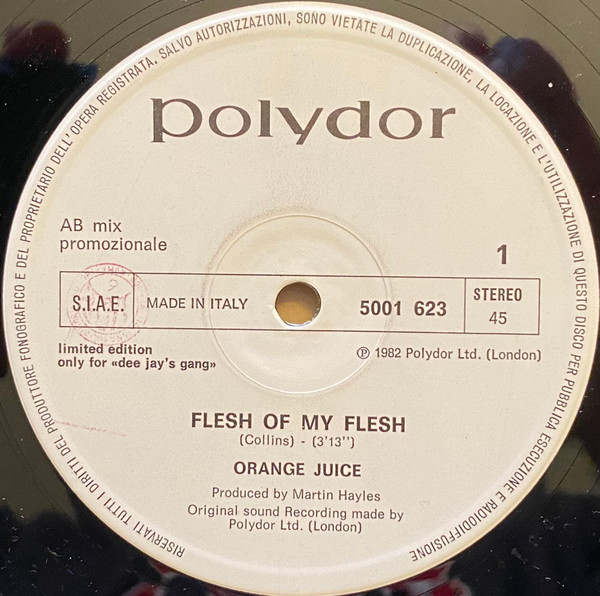 RISERVATI TUTTI I DIRITTI DEL PRODUTTORE FONOGRAFICO E DEL PROPRIETARIO DELL'OPERA REGISTRATA. SALVO AUTORIZZAZIONI, SONO VIETATE LA DUPLICAZIONE, LA LOCAZIONE E L'UTILIZZAZIONE DI QUESTO DISCO PER PUBBLICA ESECUZIONE E RADIODIFFUSIONE
polydor
AB mix
promozionale
1
S.I.A.E.
MADE IN ITALY
5001 623
STEREO
45
limited edition
only for «dee jay's gang»
℗ 1982 Polydor Ltd. (London)
FLESH OF MY FLESH
(Collins) - (3'13'')
ORANGE JUICE
Produced by Martin Hayles
Original sound Recording made by
Polydor Ltd. (London)